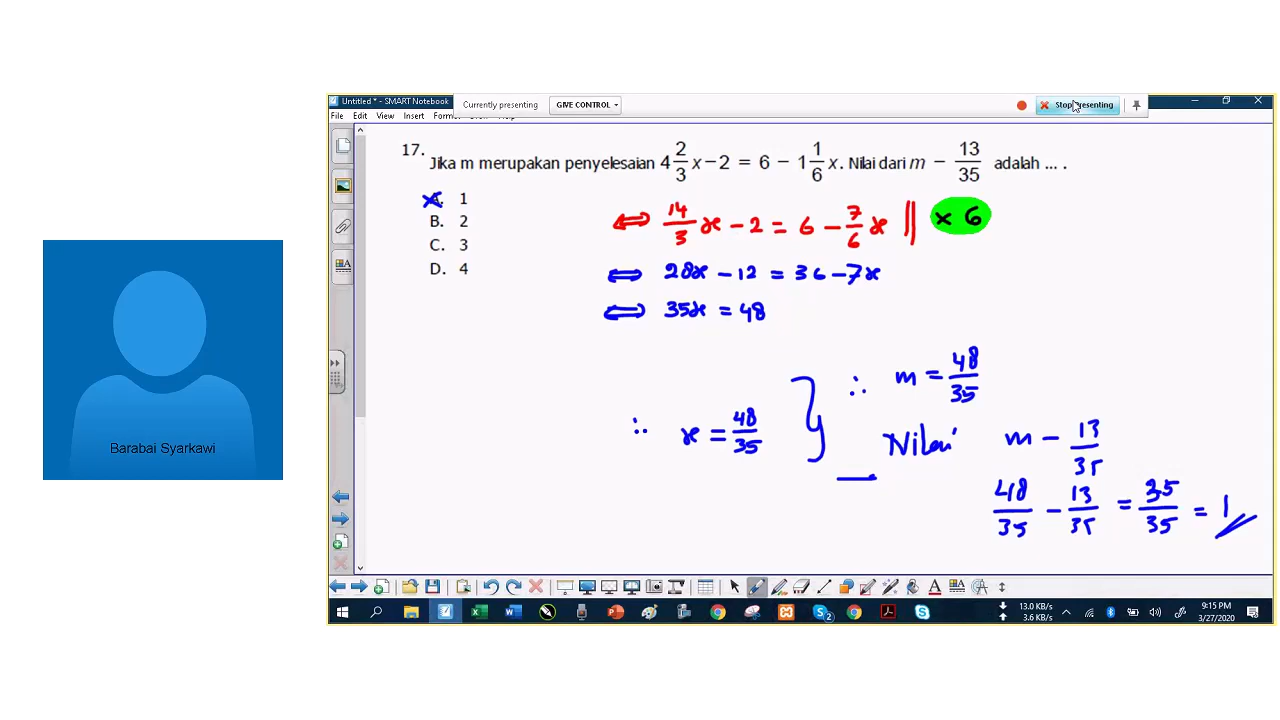 Untitled * - SMART Notebook
Currently presenting
GIVE CONTROL
Stop presenting
File Edit View Insert
17. Jika m merupakan penyelesaian 4 2/3 x − 2 = 6 − 1 1/6 x. Nilai dari m − 13/35 adalah ... .
A. 1
B. 2
C. 3
D. 4
⟺ 14/3 x − 2 = 6 − 7/6 x || × 6
⟺ 28x − 12 = 36 − 7x
⟺ 35x = 48
∴ x = 48/35
∴ m = 48/35
Nilai m − 13/35
48/35 − 13/35 = 35/35 = 1
Barabai Syarkawi
13.0 KB/s
3.6 KB/s
9:15 PM
3/27/2020